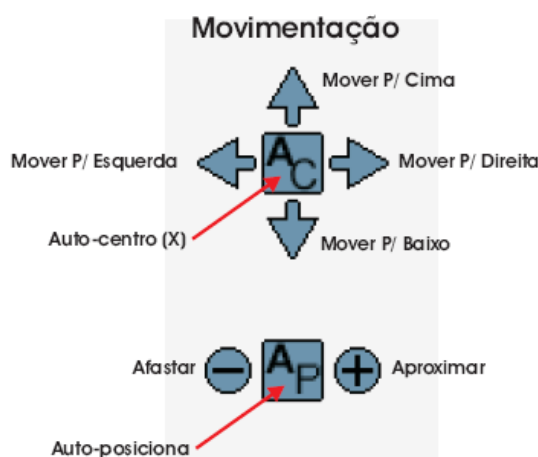 Movimentação
Mover P/ Cima
Mover P/ Esquerda
AC
Mover P/ Direita
Auto-centro (X)
Mover P/ Baixo
Afastar
AP
Aproximar
Auto-posiciona